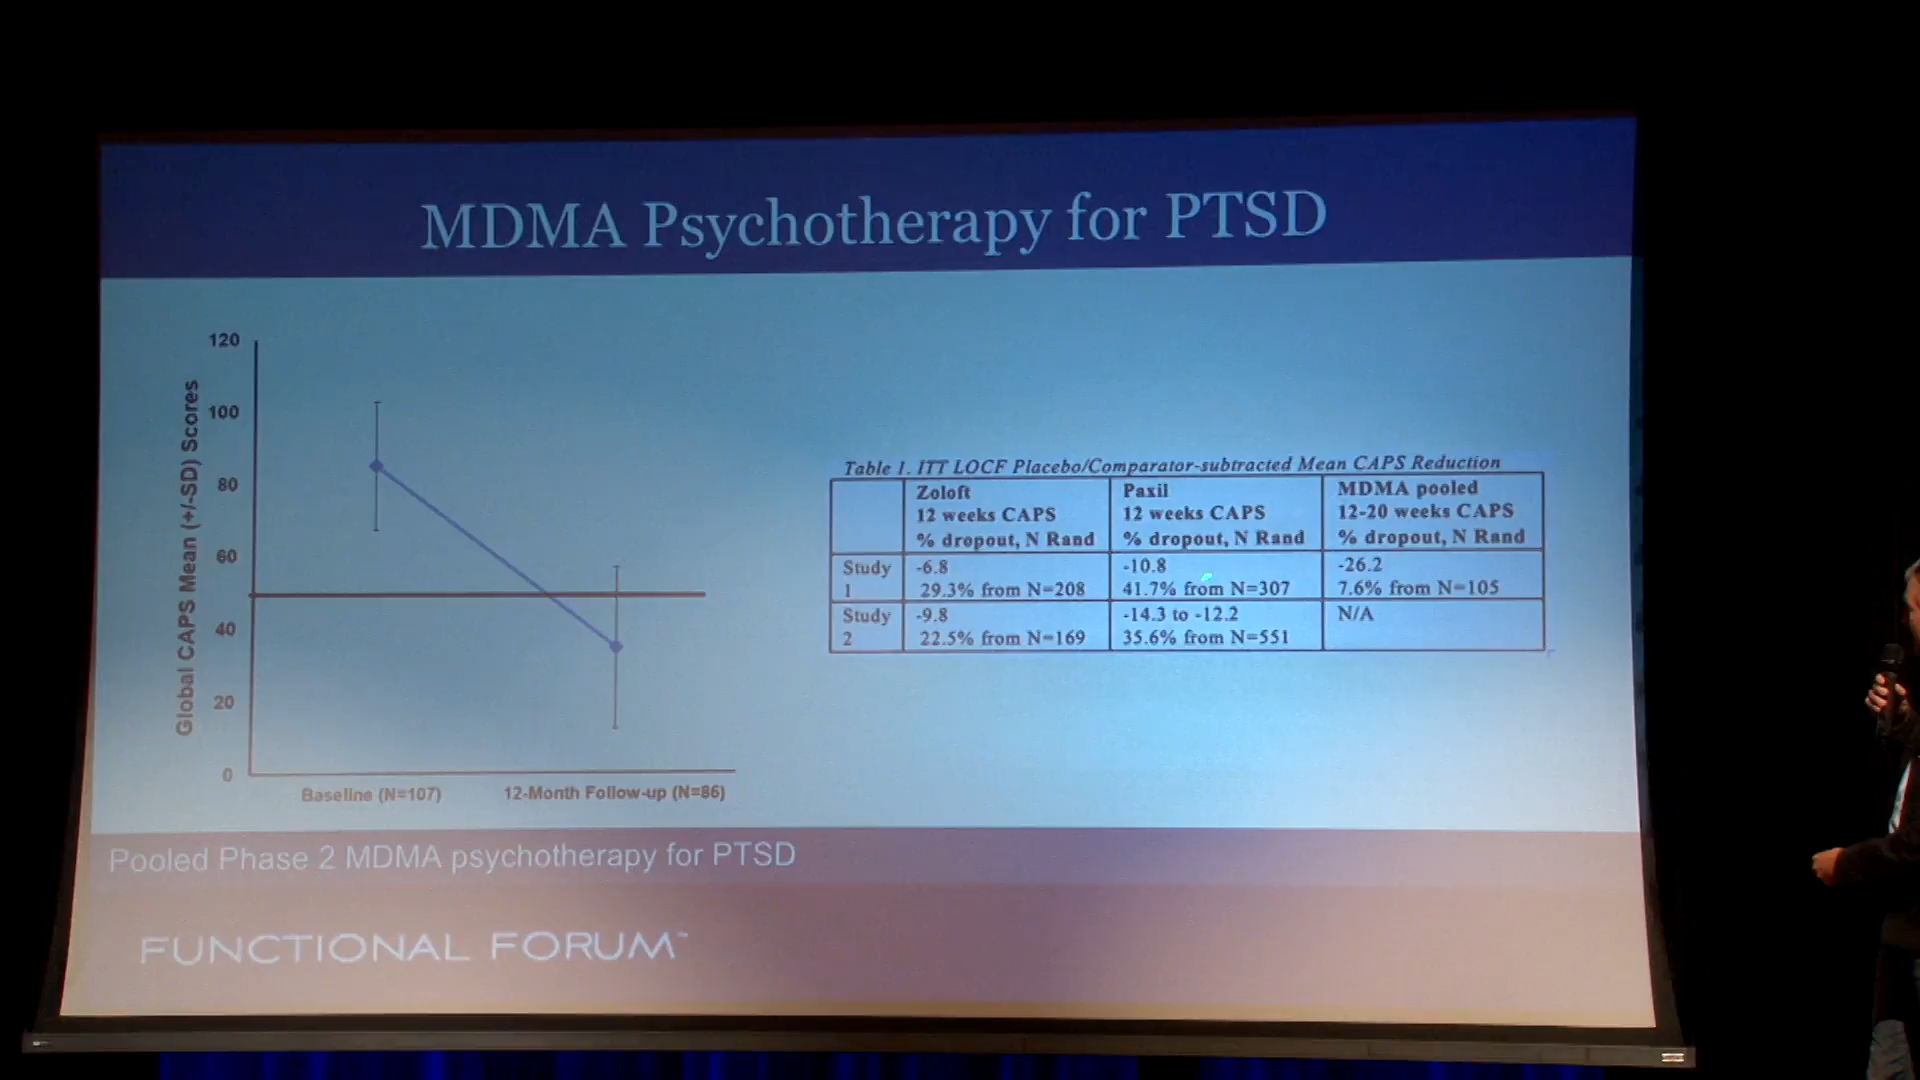 MDMA Psychotherapy for PTSD
Global CAPS Mean (+/-SD) Scores
120
100
80
60
40
20
0
Baseline (N=107)
12-Month Follow-up (N=86)
Table 1. ITT LOCF Placebo/Comparator-subtracted Mean CAPS Reduction
Zoloft
12 weeks CAPS
% dropout, N Rand
Paxil
12 weeks CAPS
% dropout, N Rand
MDMA pooled
12-20 weeks CAPS
% dropout, N Rand
Study
1
-6.8
29.3% from N=208
-10.8
41.7% from N=307
-26.2
7.6% from N=105
Study
2
-9.8
22.5% from N=169
-14.3 to -12.2
35.6% from N=551
N/A
Pooled Phase 2 MDMA psychotherapy for PTSD
FUNCTIONAL FORUM™